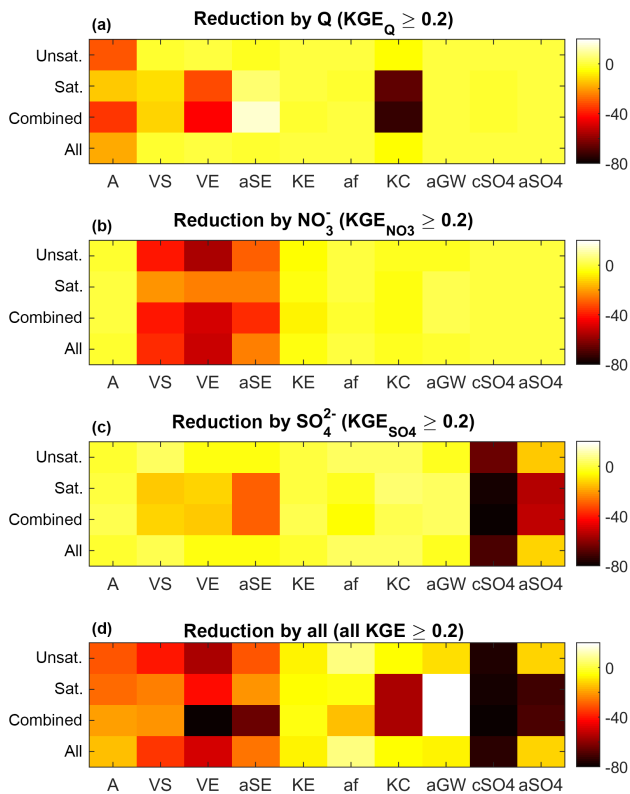 (a) Reduction by Q (KGE_Q ≥ 0.2)
Unsat.
Sat.
Combined
All
0
-40
-80
A VS VE aSE KE af KC aGW cSO4 aSO4
(b) Reduction by NO₃⁻ (KGE_NO3 ≥ 0.2)
Unsat.
Sat.
Combined
All
0
-40
-80
A VS VE aSE KE af KC aGW cSO4 aSO4
(c) Reduction by SO₄²⁻ (KGE_SO4 ≥ 0.2)
Unsat.
Sat.
Combined
All
0
-40
-80
A VS VE aSE KE af KC aGW cSO4 aSO4
(d) Reduction by all (all KGE ≥ 0.2)
Unsat.
Sat.
Combined
All
0
-40
-80
A VS VE aSE KE af KC aGW cSO4 aSO4